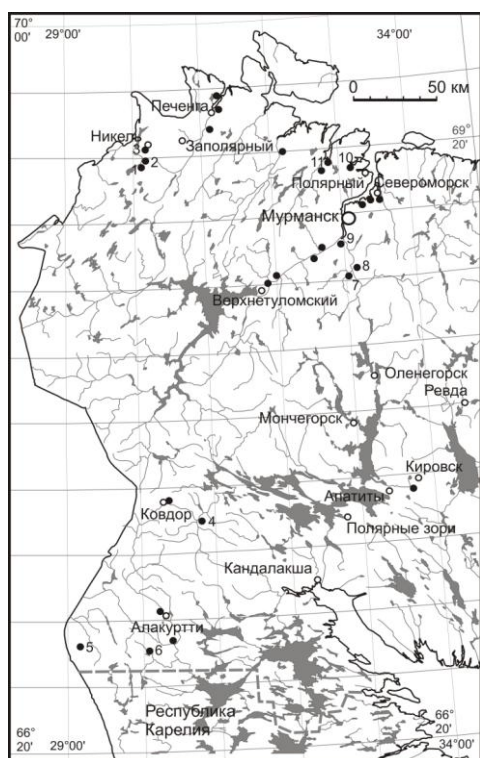 70
00'
29°00'
34°00'
0
50 км
Печенга
69
20'
Никель
3
Заполярный
2
1
11
10
Полярный
Североморск
Мурманск
9
8
7
Верхнетуломский
Оленегорск
Ревда
Мончегорск
Кировск
Апатиты
Ковдор
4
Полярные зори
Кандалакша
Алакуртти
5
6
Республика
Карелия
66
20'
29°00'
66
20'
34°00'